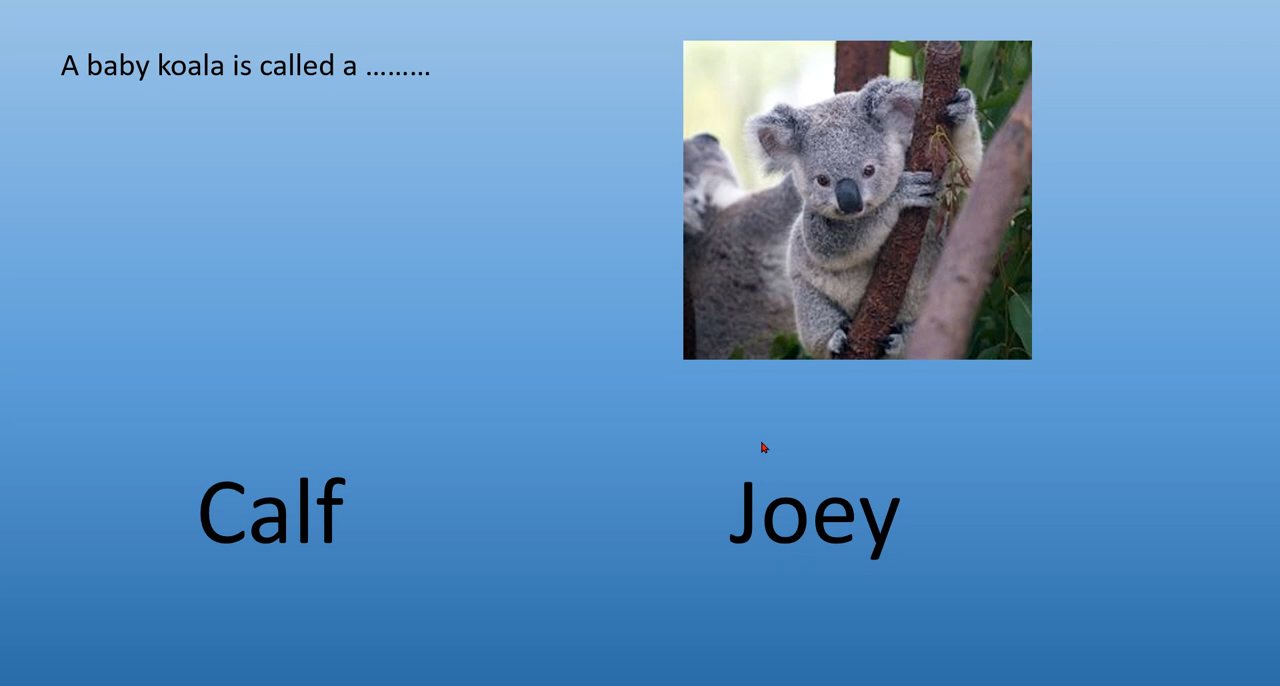 A baby koala is called a .........
Calf
Joey